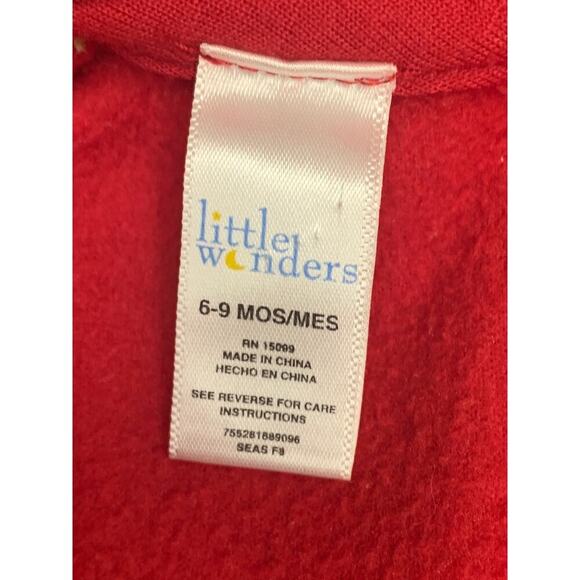 little
wonders
6-9 MOS/MES
RN 15099
MADE IN CHINA
HECHO EN CHINA
SEE REVERSE FOR CARE
INSTRUCTIONS
755281889096
SEAS F9